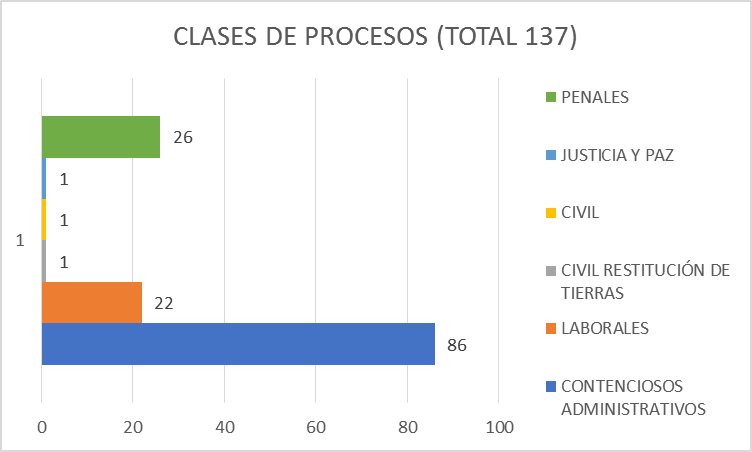 CLASES DE PROCESOS (TOTAL 137)
26
1
1
1
1
22
86
0
20
40
60
80
100
PENALES
JUSTICIA Y PAZ
CIVIL
CIVIL RESTITUCIÓN DE
TIERRAS
LABORALES
CONTENCIOSOS
ADMINISTRATIVOS